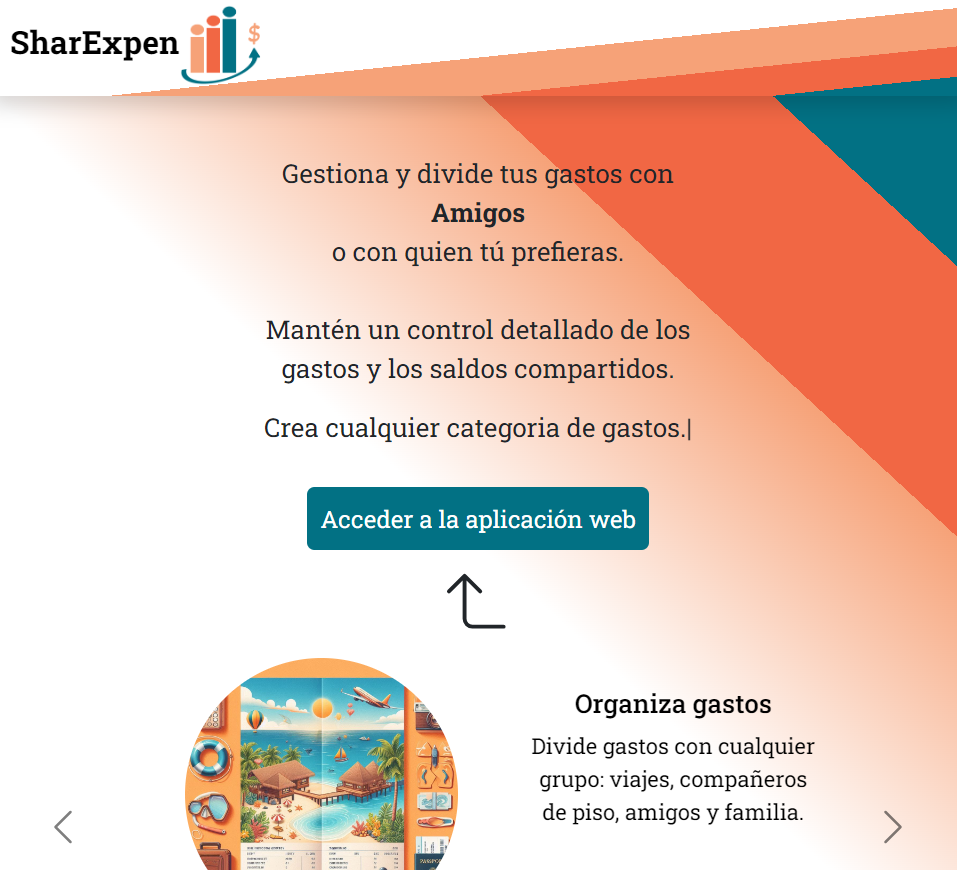 SharExpen
$
Gestiona y divide tus gastos con
Amigos
o con quien tú prefieras.
Mantén un control detallado de los
gastos y los saldos compartidos.
Crea cualquier categoria de gastos.|
Acceder a la aplicación web
Organiza gastos
Divide gastos con cualquier
grupo: viajes, compañeros
de piso, amigos y familia.